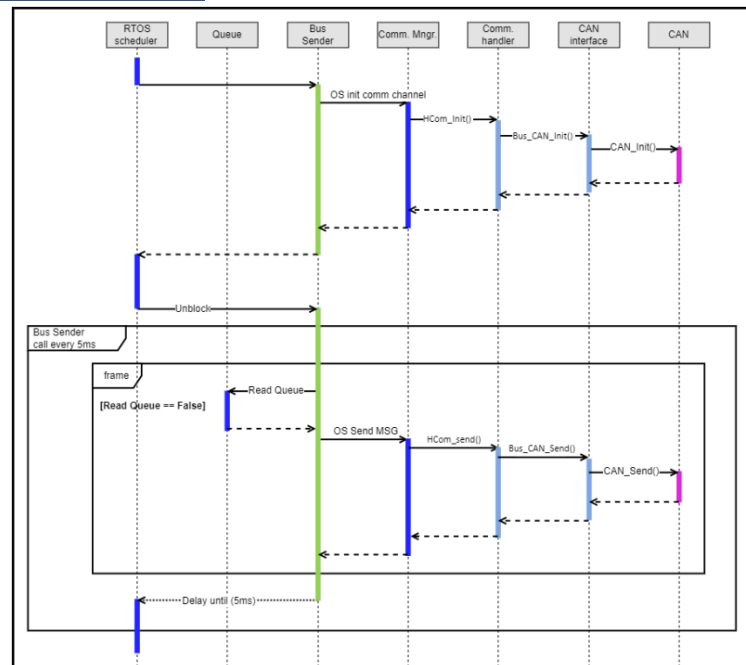 RTOS
scheduler
Queue
Bus
Sender
Comm. Mngr.
Comm.
handler
CAN
interface
CAN
OS init comm channel
HCom_Init()
Bus_CAN_Init()
CAN_Init()
Unblock
Bus Sender
call every 5ms
frame
Read Queue
[Read Queue == False]
OS Send MSG
HCom_send()
Bus_CAN_Send()
CAN_Send()
Delay until (5ms)